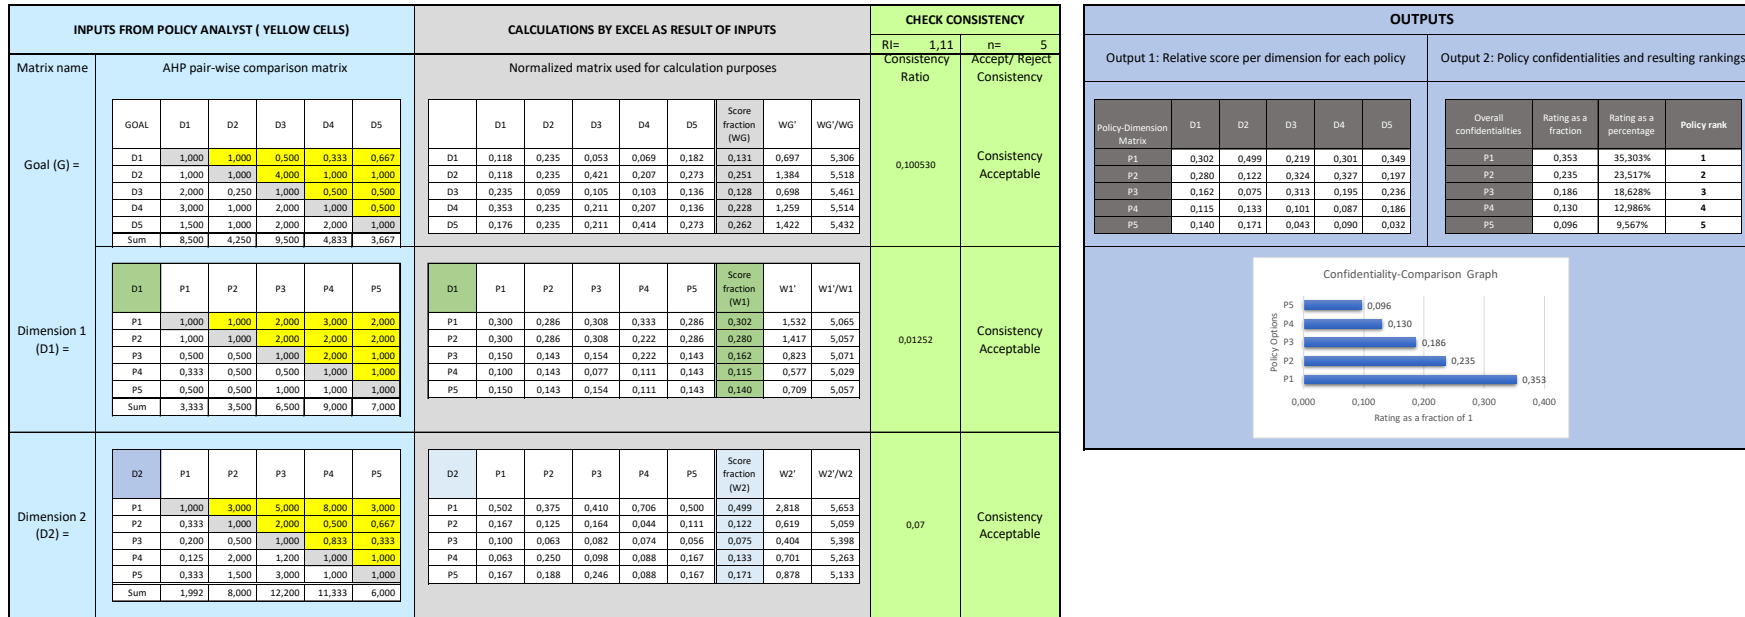 INPUTS FROM POLICY ANALYST ( YELLOW CELLS)
CALCULATIONS BY EXCEL AS RESULT OF INPUTS
CHECK CONSISTENCY
RI= 1,11 n= 5
Matrix name
AHP pair-wise comparison matrix
Normalized matrix used for calculation purposes
Consistency Ratio
Accept/ Reject Consistency
Goal (G) =
GOAL D1 D2 D3 D4 D5
D1 1,000 1,000 0,500 0,333 0,667
D2 1,000 1,000 4,000 1,000 1,000
D3 2,000 0,250 1,000 0,500 0,500
D4 3,000 1,000 2,000 1,000 0,500
D5 1,500 1,000 2,000 2,000 1,000
Sum 8,500 4,250 9,500 4,833 3,667
D1 D2 D3 D4 D5 Score fraction (WG) WG' WG'/WG
D1 0,118 0,235 0,053 0,069 0,182 0,131 0,697 5,306
D2 0,118 0,235 0,421 0,207 0,273 0,251 1,384 5,518
D3 0,235 0,059 0,105 0,103 0,136 0,128 0,698 5,461
D4 0,353 0,235 0,211 0,207 0,136 0,228 1,259 5,514
D5 0,176 0,235 0,211 0,414 0,273 0,262 1,422 5,432
0,100530
Consistency Acceptable
Dimension 1 (D1) =
D1 P1 P2 P3 P4 P5
P1 1,000 1,000 2,000 3,000 2,000
P2 1,000 1,000 2,000 2,000 2,000
P3 0,500 0,500 1,000 2,000 1,000
P4 0,333 0,500 0,500 1,000 1,000
P5 0,500 0,500 1,000 1,000 1,000
Sum 3,333 3,500 6,500 9,000 7,000
D1 P1 P2 P3 P4 P5 Score fraction (W1) W1' W1'/W1
P1 0,300 0,286 0,308 0,333 0,286 0,302 1,532 5,065
P2 0,300 0,286 0,308 0,222 0,286 0,280 1,417 5,057
P3 0,150 0,143 0,154 0,222 0,143 0,162 0,823 5,071
P4 0,100 0,143 0,077 0,111 0,143 0,115 0,577 5,029
P5 0,150 0,143 0,154 0,111 0,143 0,140 0,709 5,057
0,01252
Consistency Acceptable
Dimension 2 (D2) =
D2 P1 P2 P3 P4 P5
P1 1,000 3,000 5,000 8,000 3,000
P2 0,333 1,000 2,000 0,500 0,667
P3 0,200 0,500 1,000 0,833 0,333
P4 0,125 2,000 1,200 1,000 1,000
P5 0,333 1,500 3,000 1,000 1,000
Sum 1,992 8,000 12,200 11,333 6,000
D2 P1 P2 P3 P4 P5 Score fraction (W2) W2' W2'/W2
P1 0,502 0,375 0,410 0,706 0,500 0,499 2,818 5,653
P2 0,167 0,125 0,164 0,044 0,111 0,122 0,619 5,059
P3 0,100 0,063 0,082 0,074 0,056 0,075 0,404 5,398
P4 0,063 0,250 0,098 0,088 0,167 0,133 0,701 5,263
P5 0,167 0,188 0,246 0,088 0,167 0,171 0,878 5,133
0,07
Consistency Acceptable
OUTPUTS
Output 1: Relative score per dimension for each policy
Output 2: Policy confidentialities and resulting rankings
Policy-Dimension Matrix D1 D2 D3 D4 D5
P1 0,302 0,499 0,219 0,301 0,349
P2 0,280 0,122 0,324 0,327 0,197
P3 0,162 0,075 0,313 0,195 0,236
P4 0,115 0,133 0,101 0,087 0,186
P5 0,140 0,171 0,043 0,090 0,032
Overall confidentialities Rating as a fraction Rating as a percentage Policy rank
P1 0,353 35,303% 1
P2 0,235 23,517% 2
P3 0,186 18,628% 3
P4 0,130 12,986% 4
P5 0,096 9,567% 5
Confidentiality-Comparison Graph
Policy Options
P5 0,096
P4 0,130
P3 0,186
P2 0,235
P1 0,353
0,000 0,100 0,200 0,300 0,400
Rating as a fraction of 1